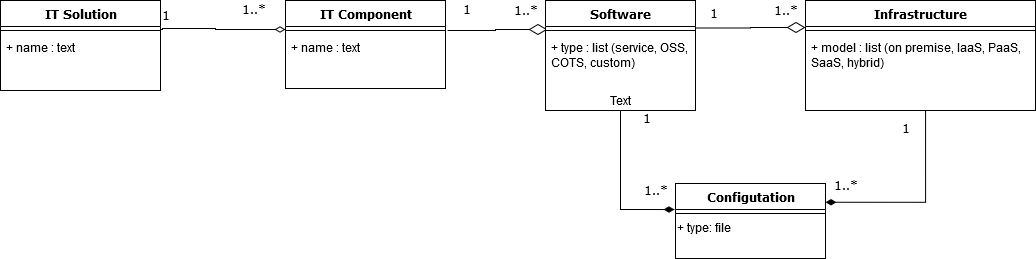 IT Solution
1
1..*
IT Component
1
1..*
Software
1
1..*
Infrastructure
+ name : text
+ name : text
+ type : list (service, OSS,
COTS, custom)
+ model : list (on premise, IaaS, PaaS,
SaaS, hybrid)
Text
1
1
1..*
1..*
Configutation
+ type: file